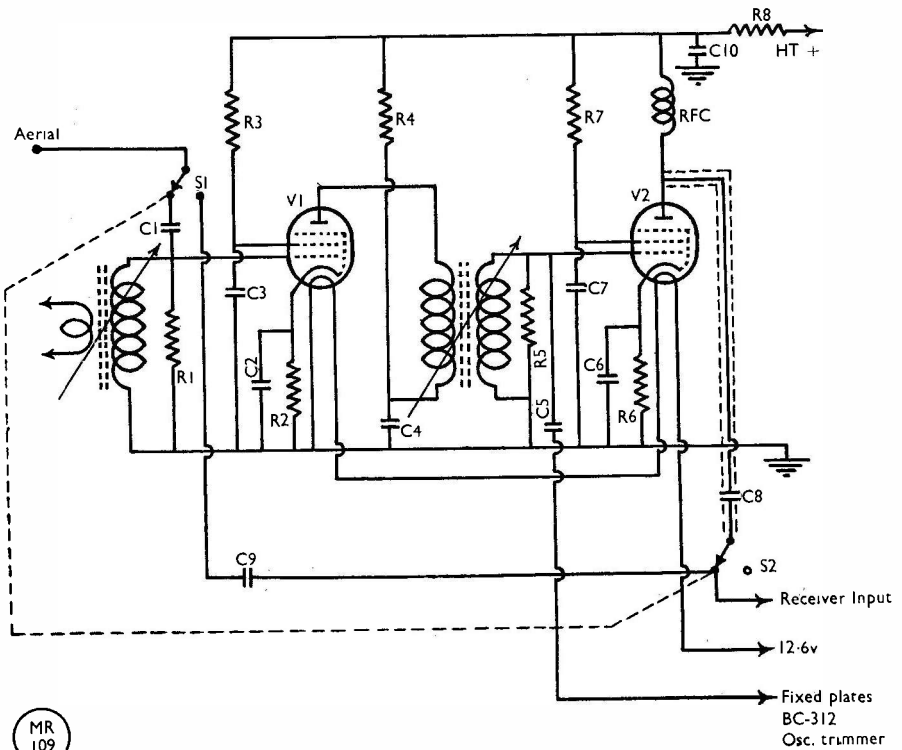 R8
C10
HT +
R3
R4
R7
RFC
Aerial
S1
V1
V2
C1
C3
C7
R1
C2
R2
C4
R5
C5
C6
R6
C8
C9
S2
Receiver Input
12·6v
Fixed plates
BC-312
Osc. trimmer
MR
109